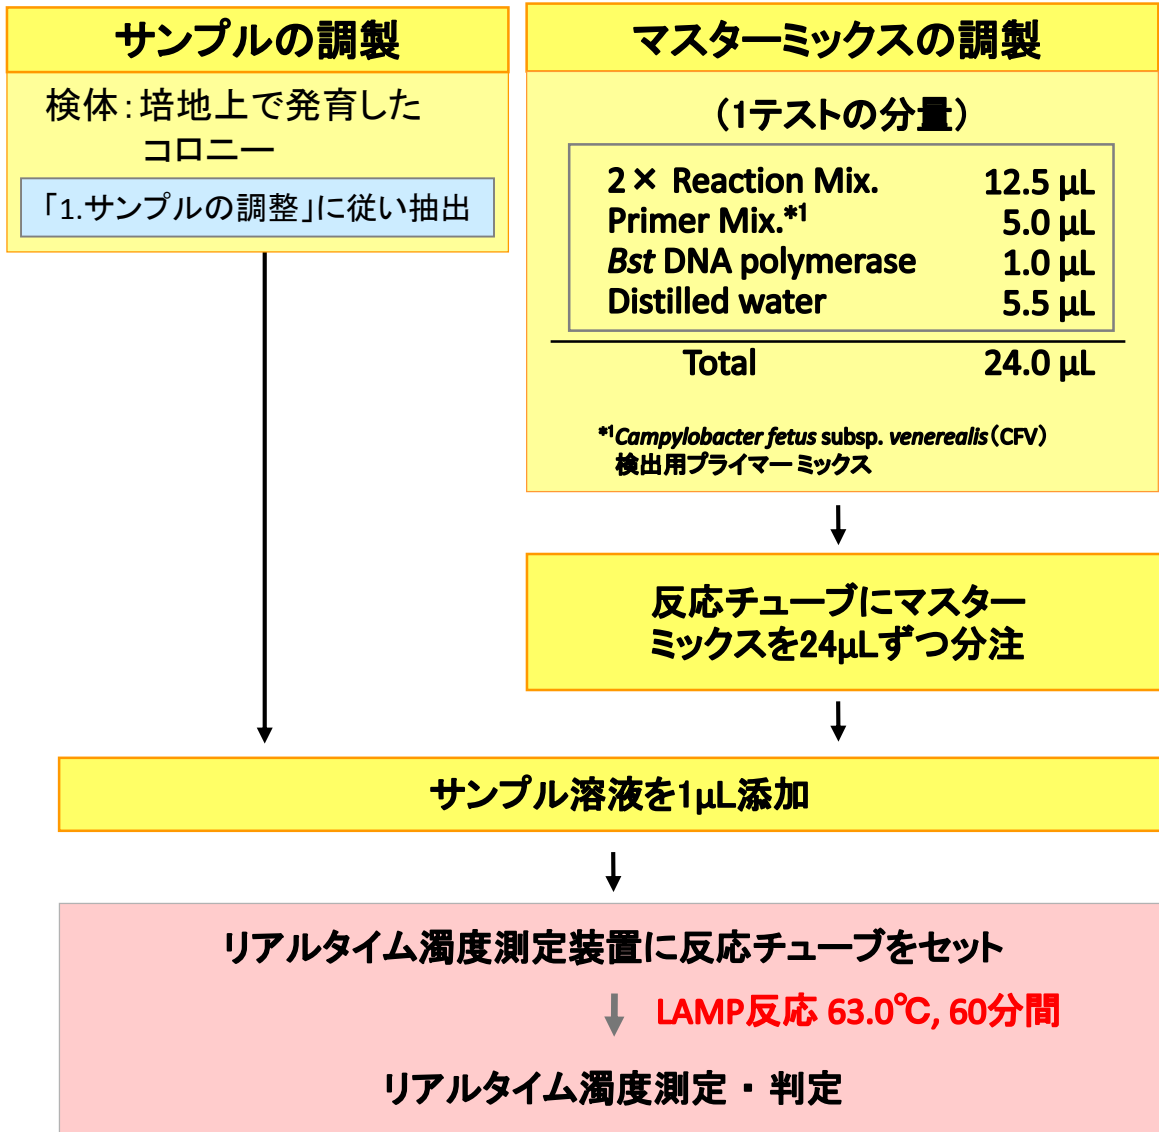 サンプルの調製
検体：培地上で発育した
コロニー
「1.サンプルの調整」に従い抽出
マスターミックスの調製
（1テストの分量）
2× Reaction Mix. 12.5 µL
Primer Mix.*1 5.0 µL
Bst DNA polymerase 1.0 µL
Distilled water 5.5 µL
Total 24.0 µL
*1Campylobacter fetus subsp. venerealis（CFV）
検出用プライマーミックス
反応チューブにマスター
ミックスを24µLずつ分注
サンプル溶液を1µL添加
リアルタイム濁度測定装置に反応チューブをセット
LAMP反応 63.0℃, 60分間
リアルタイム濁度測定・判定